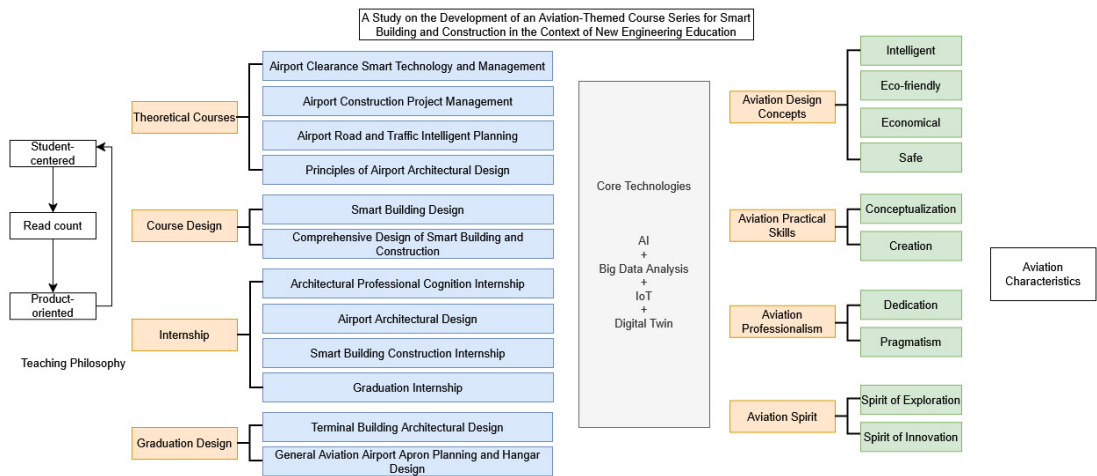 A Study on the Development of an Aviation-Themed Course Series for Smart
Building and Construction in the Context of New Engineering Education
Student-
centered
Read count
Product-
oriented
Teaching Philosophy
Theoretical Courses
Airport Clearance Smart Technology and Management
Airport Construction Project Management
Airport Road and Traffic Intelligent Planning
Principles of Airport Architectural Design
Course Design
Smart Building Design
Comprehensive Design of Smart Building and
Construction
Internship
Architectural Professional Cognition Internship
Airport Architectural Design
Smart Building Construction Internship
Graduation Internship
Graduation Design
Terminal Building Architectural Design
General Aviation Airport Apron Planning and Hangar
Design
Core Technologies
AI
+
Big Data Analysis
+
IoT
+
Digital Twin
Aviation Design
Concepts
Intelligent
Eco-friendly
Economical
Safe
Aviation Practical
Skills
Conceptualization
Creation
Aviation
Professionalism
Dedication
Pragmatism
Aviation Spirit
Spirit of Exploration
Spirit of Innovation
Aviation
Characteristics